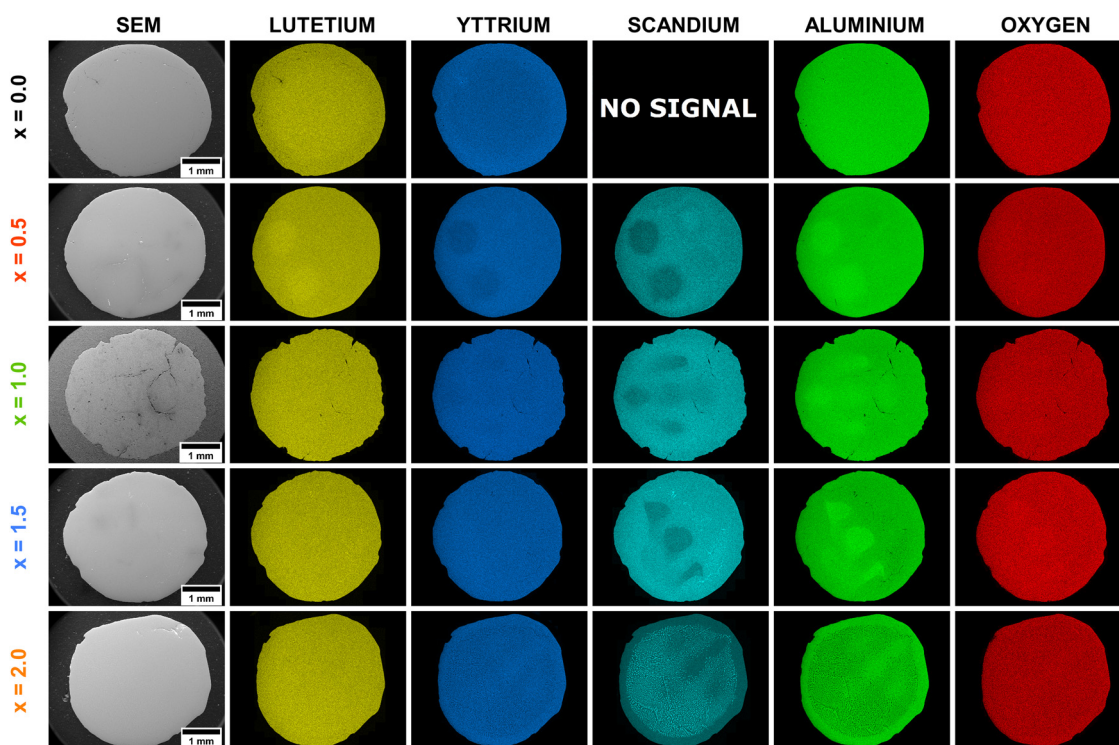 SEM LUTETIUM YTTRIUM SCANDIUM ALUMINIUM OXYGEN
x = 0.0
1 mm
NO SIGNAL
x = 0.5
1 mm
x = 1.0
1 mm
x = 1.5
1 mm
x = 2.0
1 mm